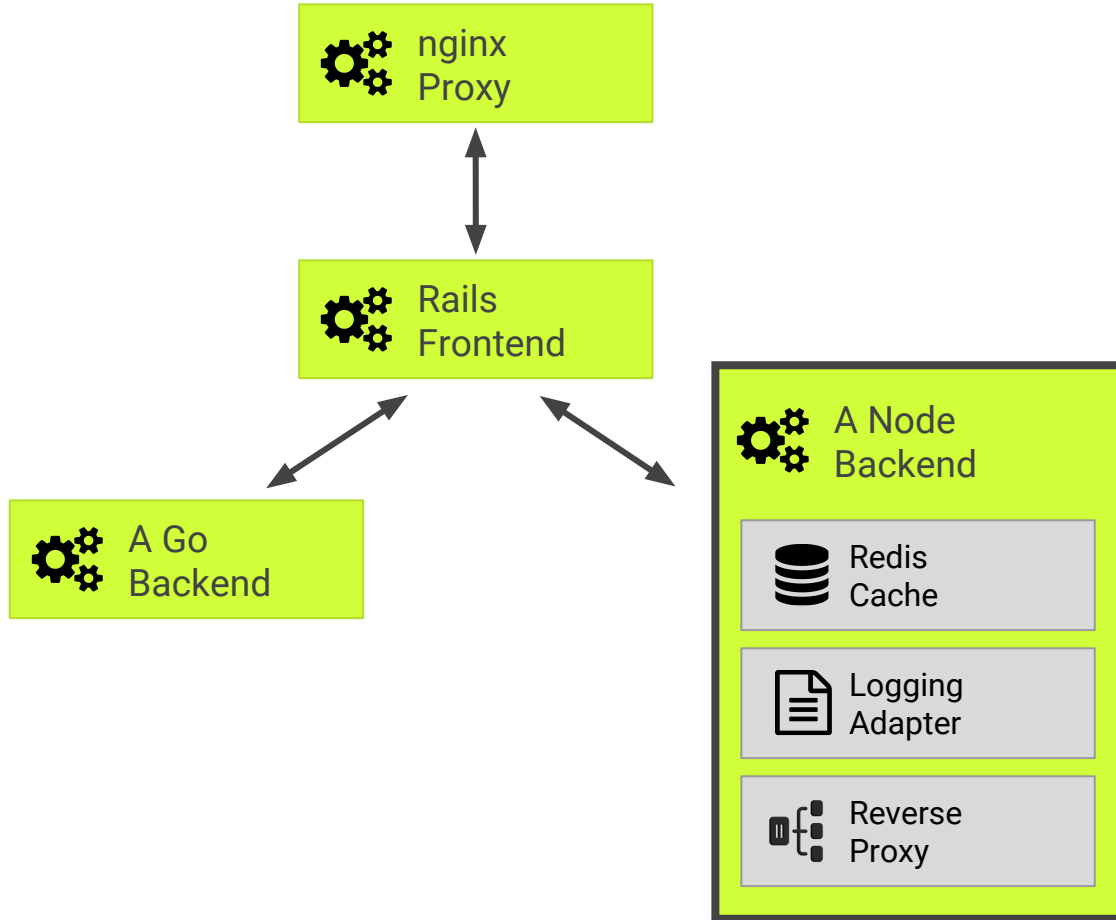 nginx
Proxy
Rails
Frontend
A Go
Backend
A Node
Backend
Redis
Cache
Logging
Adapter
Reverse
Proxy